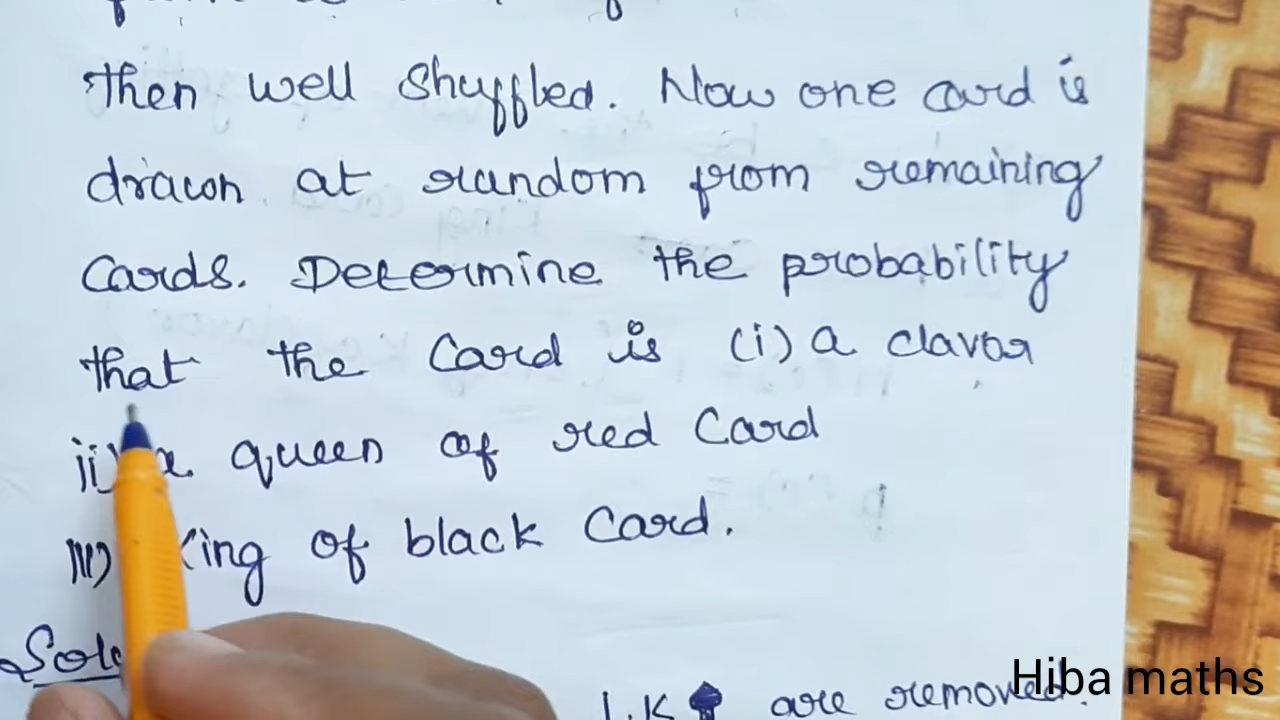 then well shuffled. Now one card is
drawn at random from remaining
Cards. Determine the probability
that the Card is (i) a clavar
ii) a queen of red Card
III) King of black Card.
are removed.
Hiba maths